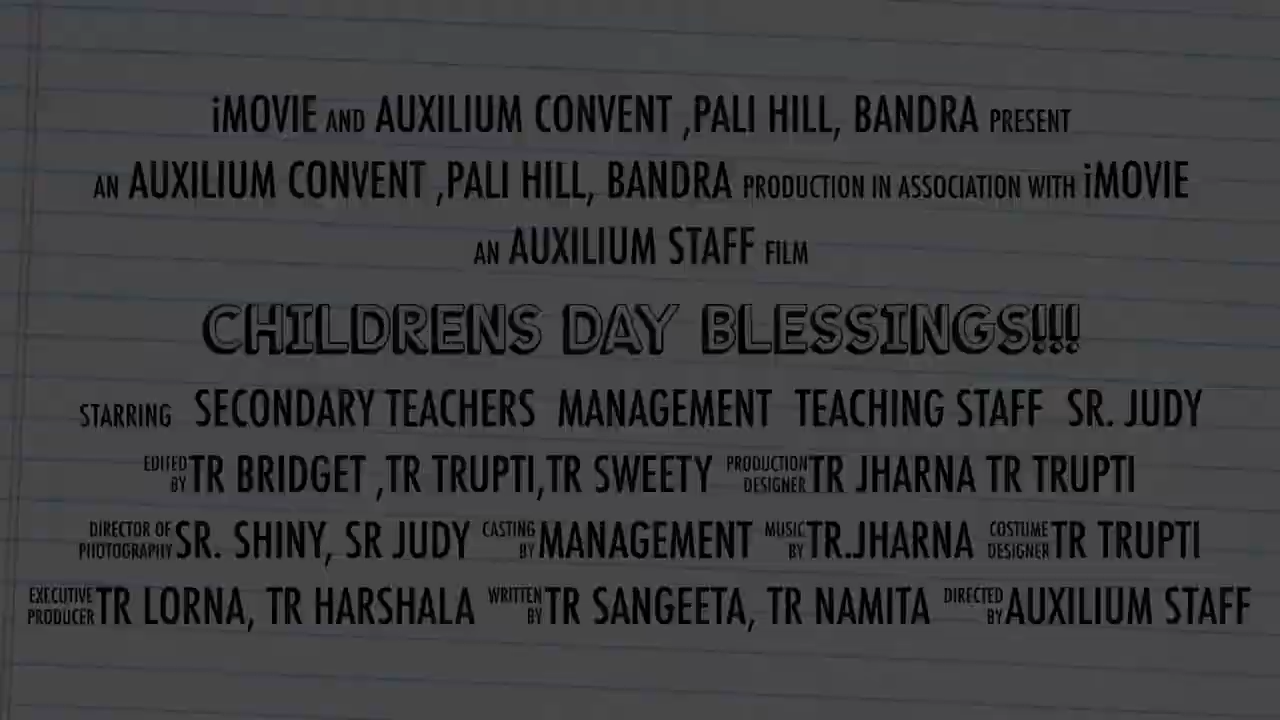 iMOVIE AND AUXILIUM CONVENT ,PALI HILL, BANDRA PRESENT
AN AUXILIUM CONVENT ,PALI HILL, BANDRA PRODUCTION IN ASSOCIATION WITH iMOVIE
AN AUXILIUM STAFF FILM
CHILDRENS DAY BLESSINGS!!!
STARRING SECONDARY TEACHERS MANAGEMENT TEACHING STAFF SR. JUDY
EDITED BY TR BRIDGET ,TR TRUPTI,TR SWEETY PRODUCTION DESIGNER TR JHARNA TR TRUPTI
DIRECTOR OF PHOTOGRAPHY SR. SHINY, SR JUDY CASTING BY MANAGEMENT MUSIC BY TR.JHARNA COSTUME DESIGNER TR TRUPTI
EXECUTIVE PRODUCER TR LORNA, TR HARSHALA WRITTEN BY TR SANGEETA, TR NAMITA DIRECTED BY AUXILIUM STAFF